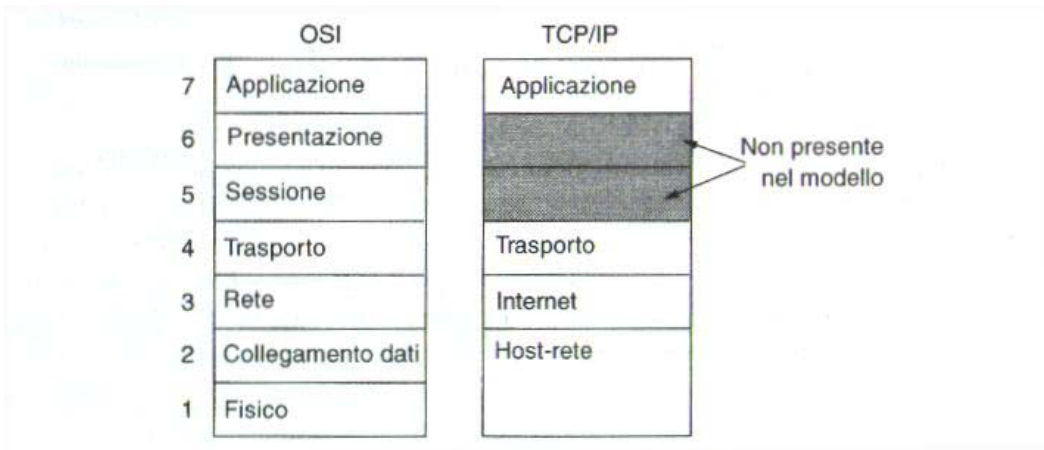 OSI
TCP/IP
7
Applicazione
Applicazione
6
Presentazione
Non presente
nel modello
5
Sessione
4
Trasporto
Trasporto
3
Rete
Internet
2
Collegamento dati
Host-rete
1
Fisico